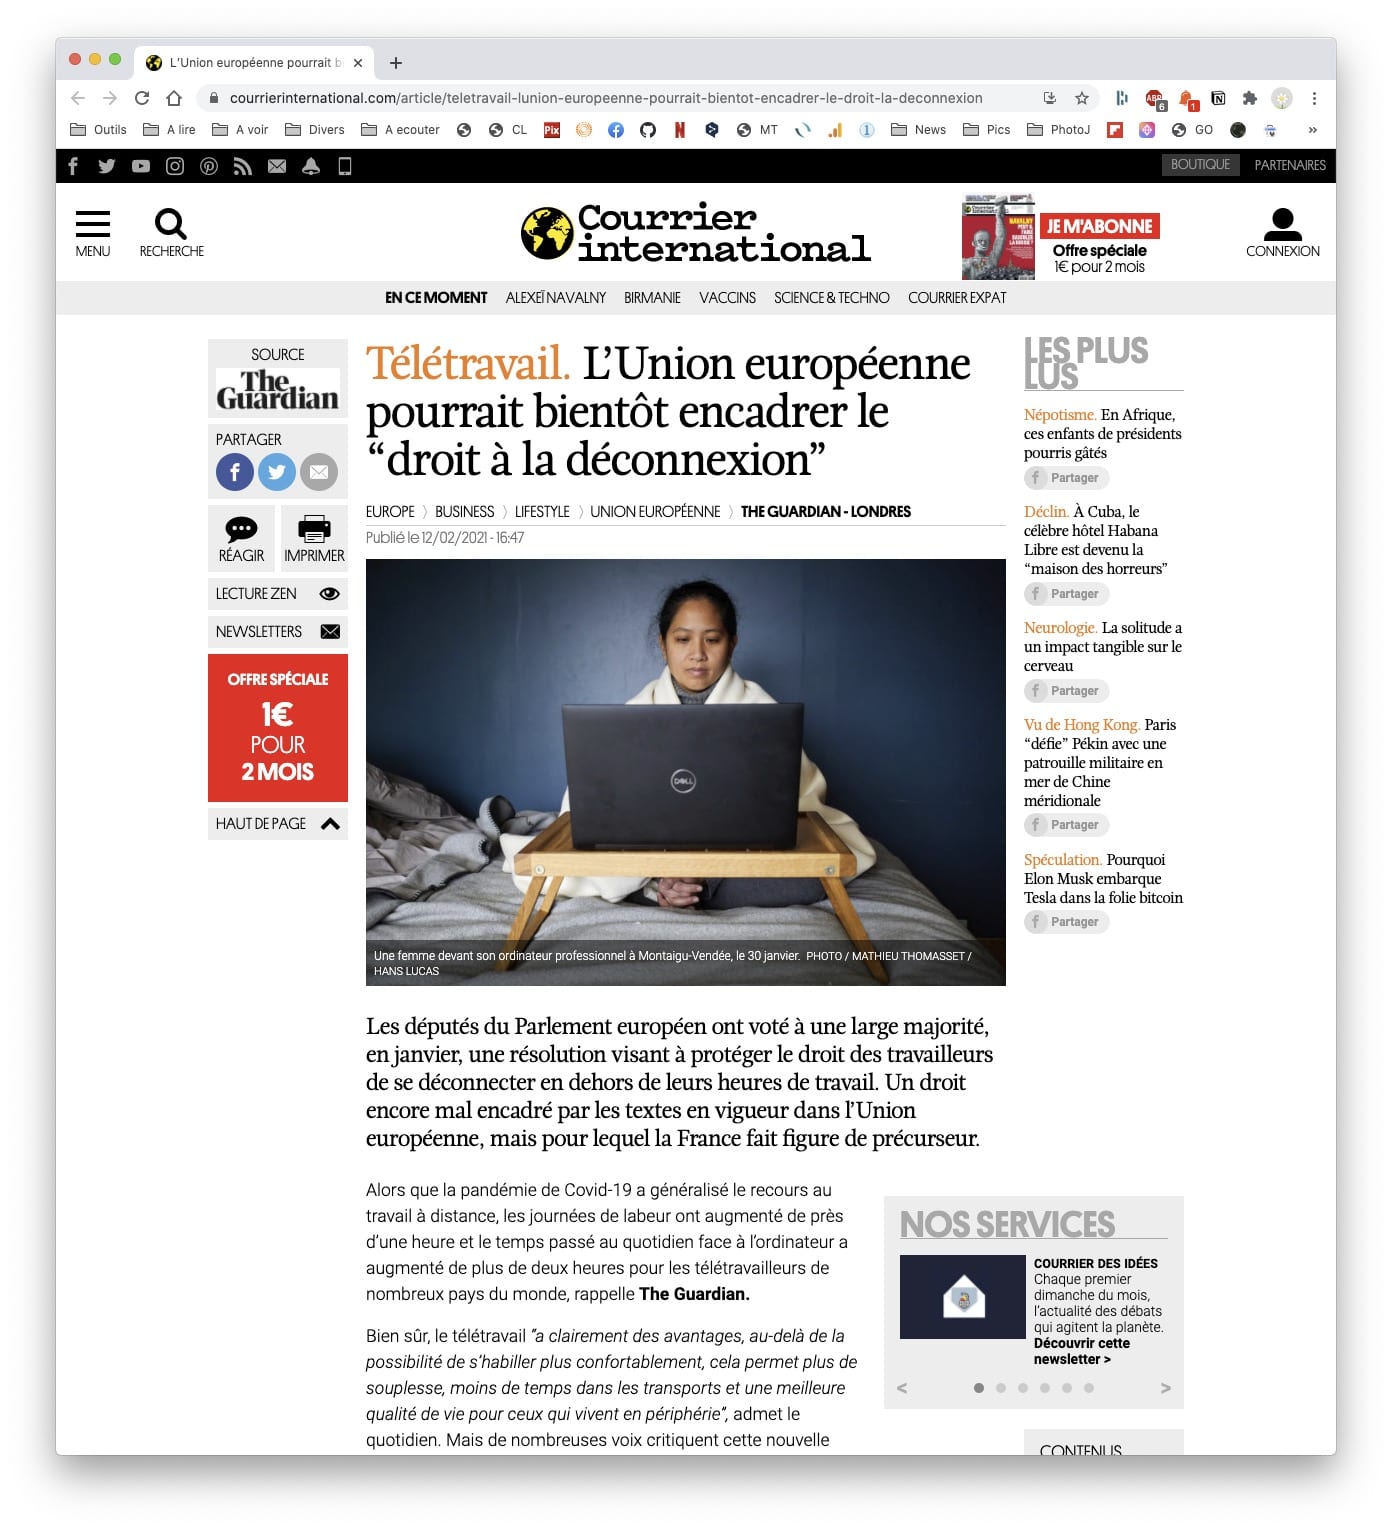 L'Union européenne pourrait b
courrierinternational.com/article/teletravail-lunion-europeenne-pourrait-bientot-encadrer-le-droit-la-deconnexion
6
1
Outils A lire A voir Divers A ecouter CL Pix MT News Pics PhotoJ GO »
BOUTIQUE PARTENAIRES
MENU
RECHERCHE
Courrier
international
JE M'ABONNE
Offre spéciale
1€ pour 2 mois
CONNEXION
EN CE MOMENT ALEXEÏ NAVALNY BIRMANIE VACCINS SCIENCE & TECHNO COURRIER EXPAT
SOURCE
The
Guardian
PARTAGER
RÉAGIR IMPRIMER
LECTURE ZEN
NEWSLETTERS
OFFRE SPÉCIALE
1€
POUR
2 MOIS
HAUT DE PAGE
Télétravail. L’Union européenne
pourrait bientôt encadrer le
“droit à la déconnexion”
EUROPE 〉 BUSINESS 〉 LIFESTYLE 〉 UNION EUROPÉENNE 〉 THE GUARDIAN - LONDRES
Publié le 12/02/2021 - 16:47
DELL
Une femme devant son ordinateur professionnel à Montaigu-Vendée, le 30 janvier. PHOTO / MATHIEU THOMASSET /
HANS LUCAS
Les députés du Parlement européen ont voté à une large majorité,
en janvier, une résolution visant à protéger le droit des travailleurs
de se déconnecter en dehors de leurs heures de travail. Un droit
encore mal encadré par les textes en vigueur dans l’Union
européenne, mais pour lequel la France fait figure de précurseur.
Alors que la pandémie de Covid-19 a généralisé le recours au
travail à distance, les journées de labeur ont augmenté de près
d’une heure et le temps passé au quotidien face à l’ordinateur a
augmenté de plus de deux heures pour les télétravailleurs de
nombreux pays du monde, rappelle The Guardian.
Bien sûr, le télétravail “a clairement des avantages, au-delà de la
possibilité de s’habiller plus confortablement, cela permet plus de
souplesse, moins de temps dans les transports et une meilleure
qualité de vie pour ceux qui vivent en périphérie”, admet le
quotidien. Mais de nombreuses voix critiquent cette nouvelle
LES PLUS
LUS
Népotisme. En Afrique,
ces enfants de présidents
pourris gâtés
Partager
Déclin. À Cuba, le
célèbre hôtel Habana
Libre est devenu la
“maison des horreurs”
Partager
Neurologie. La solitude a
un impact tangible sur le
cerveau
Partager
Vu de Hong Kong. Paris
“défie” Pékin avec une
patrouille militaire en
mer de Chine
méridionale
Partager
Spéculation. Pourquoi
Elon Musk embarque
Tesla dans la folie bitcoin
Partager
NOS SERVICES
COURRIER DES IDÉES
Chaque premier
dimanche du mois,
l’actualité des débats
qui agitent la planète.
Découvrir cette
newsletter >
< >
CONTENUS